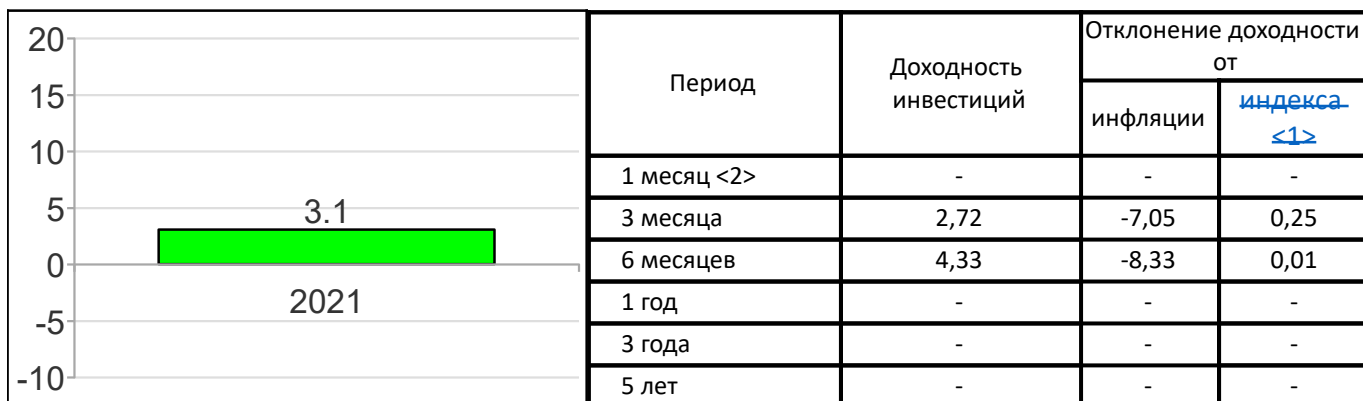 20
15
10
5
0
-5
-10
3.1
2021
Период
Доходность
инвестиций
Отклонение доходности
от
инфляции
индекса
<1>
1 месяц <2> - - -
3 месяца 2,72 -7,05 0,25
6 месяцев 4,33 -8,33 0,01
1 год - - -
3 года - - -
5 лет - - -